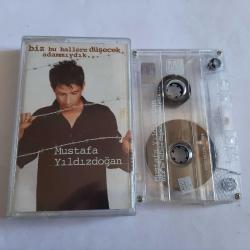 biz bu hallere düşecek
adammıydık...
Mustafa
Yıldızdoğan